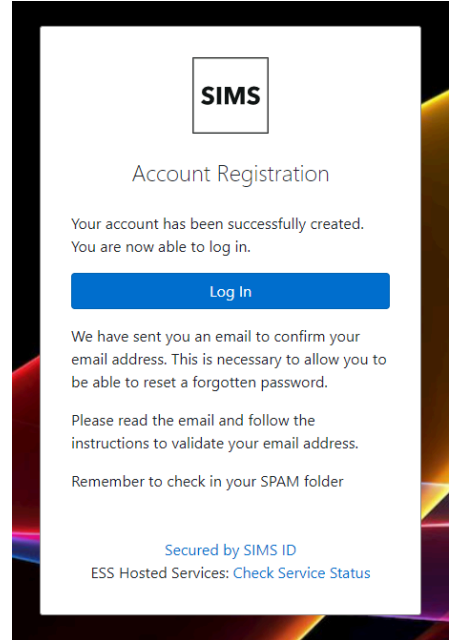 SIMS
Account Registration
Your account has been successfully created.
You are now able to log in.
Log In
We have sent you an email to confirm your
email address. This is necessary to allow you to
be able to reset a forgotten password.
Please read the email and follow the
instructions to validate your email address.
Remember to check in your SPAM folder
Secured by SIMS ID
ESS Hosted Services: Check Service Status